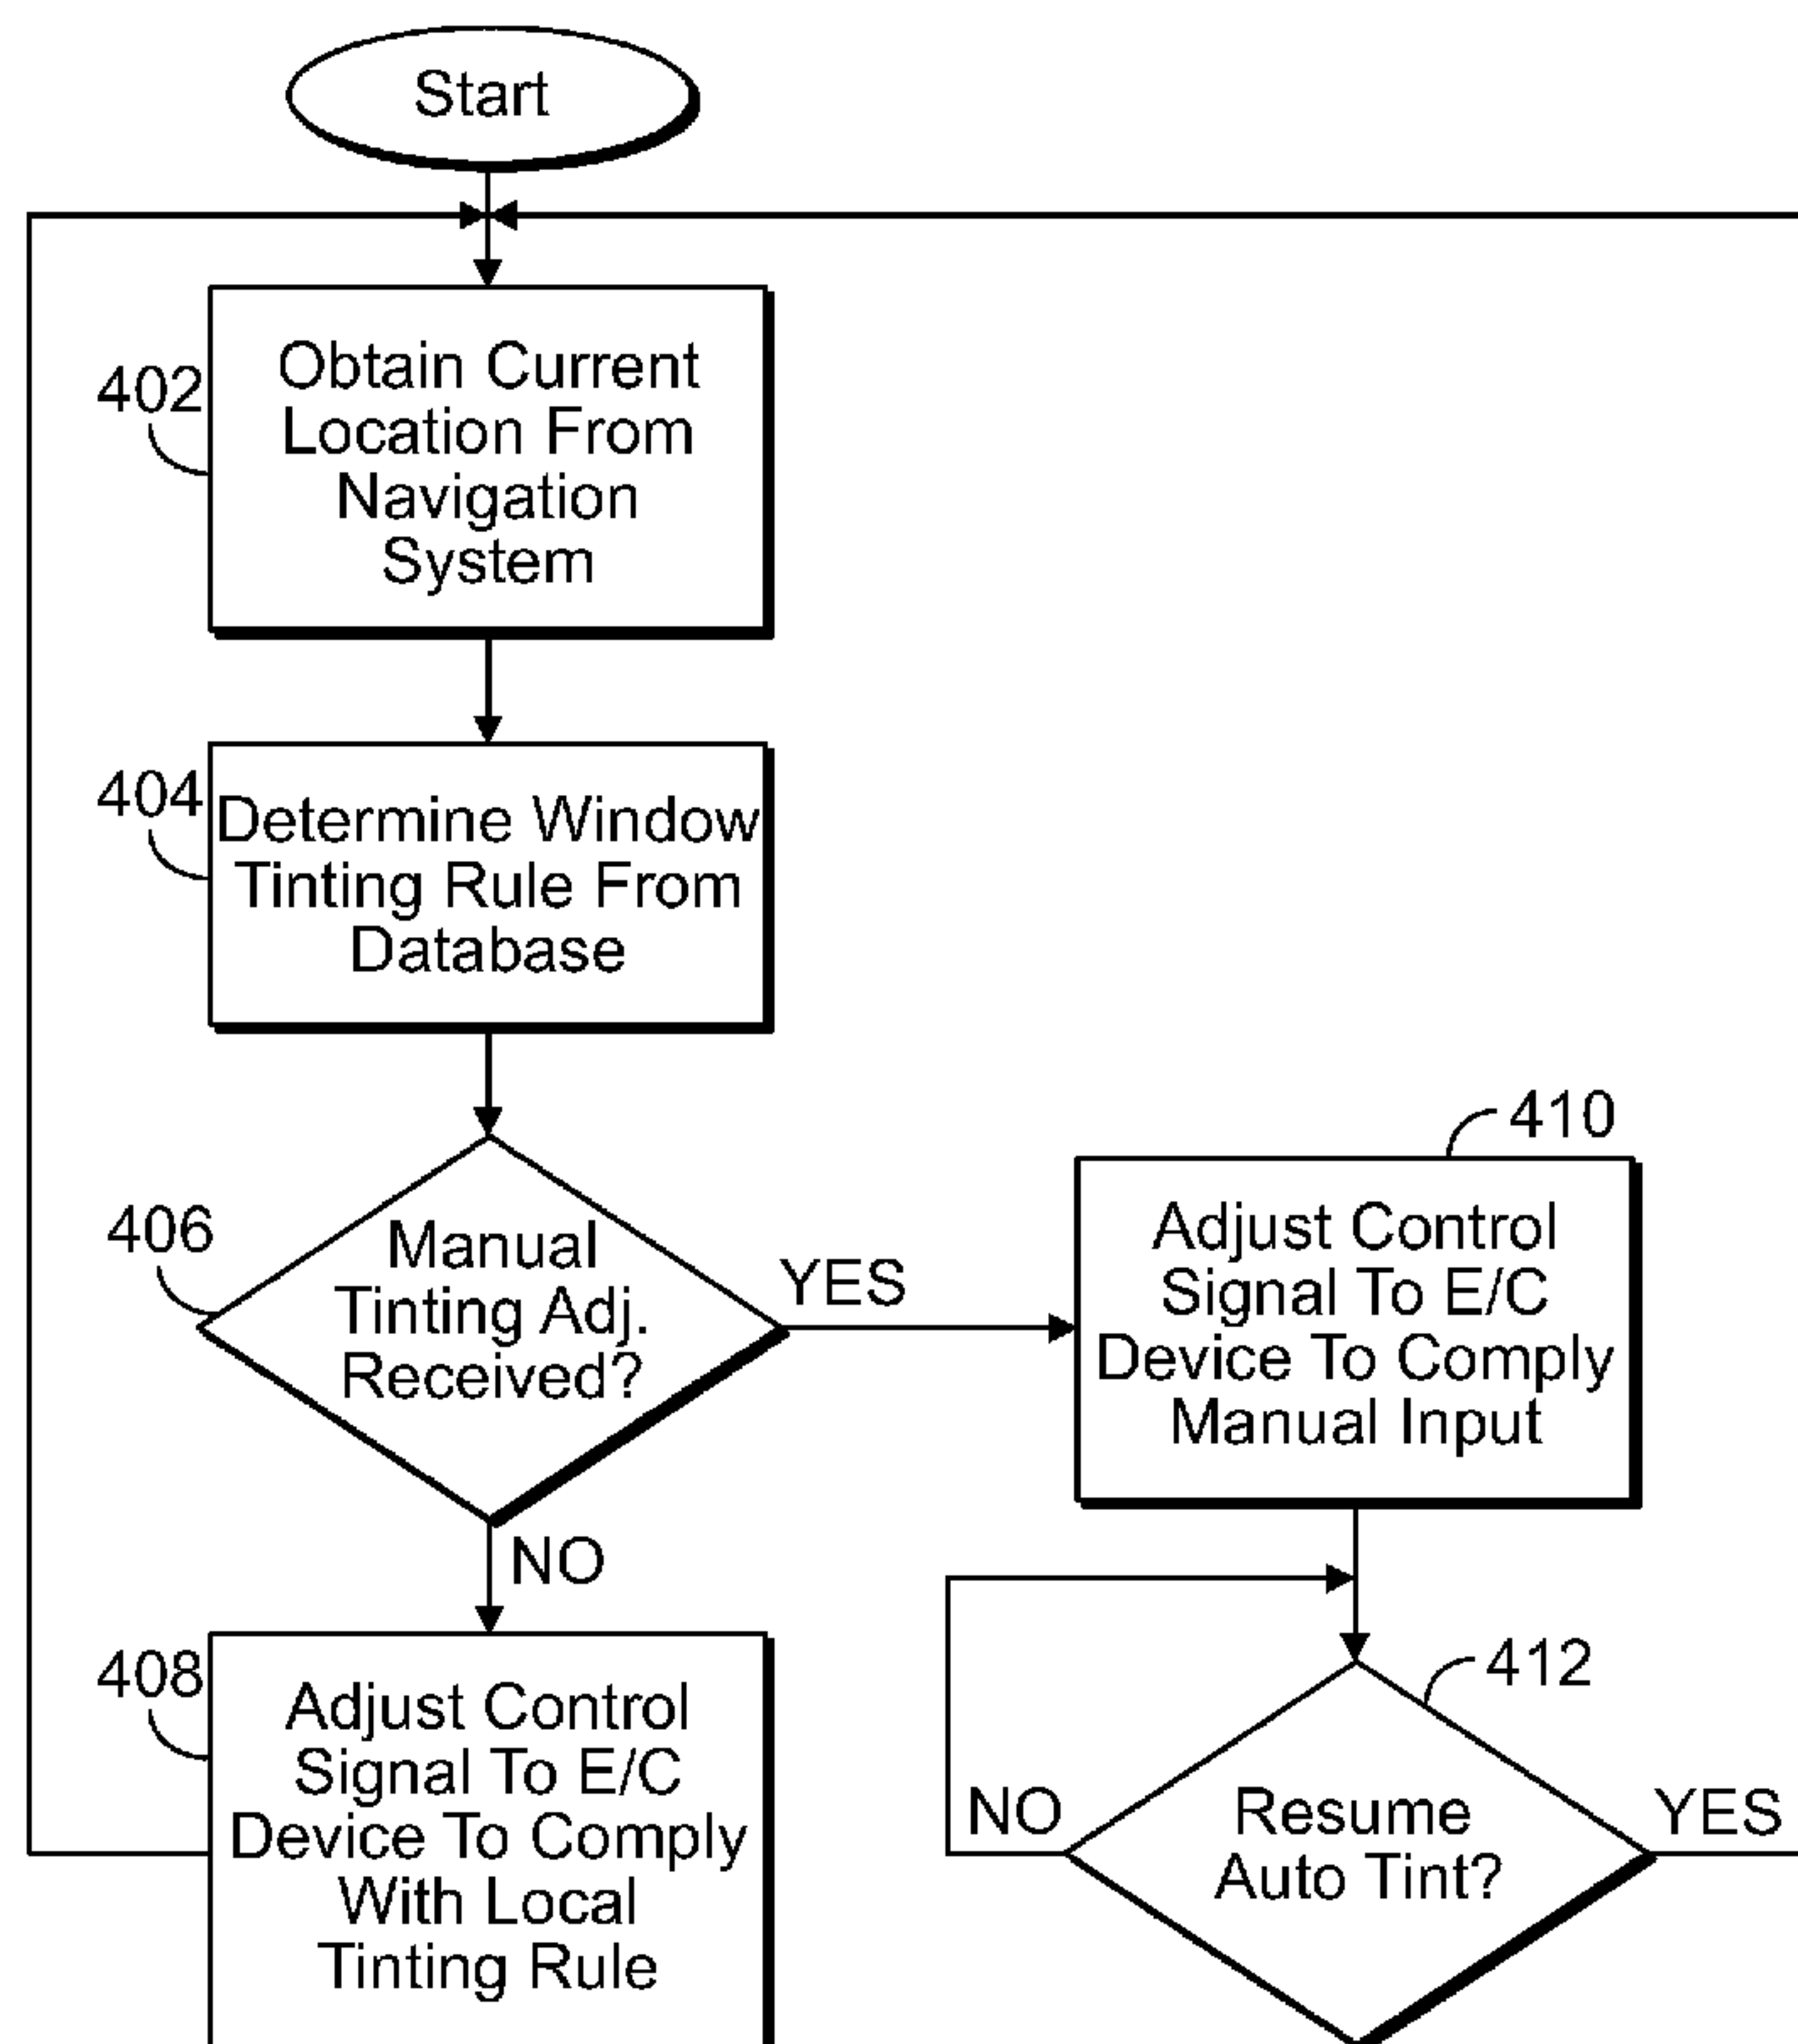 Start
402
Obtain Current
Location From
Navigation
System
404
Determine Window
Tinting Rule From
Database
406
Manual
Tinting Adj.
Received?
YES
NO
408
Adjust Control
Signal To E/C
Device To Comply
With Local
Tinting Rule
410
Adjust Control
Signal To E/C
Device To Comply
Manual Input
412
Resume
Auto Tint?
NO
YES